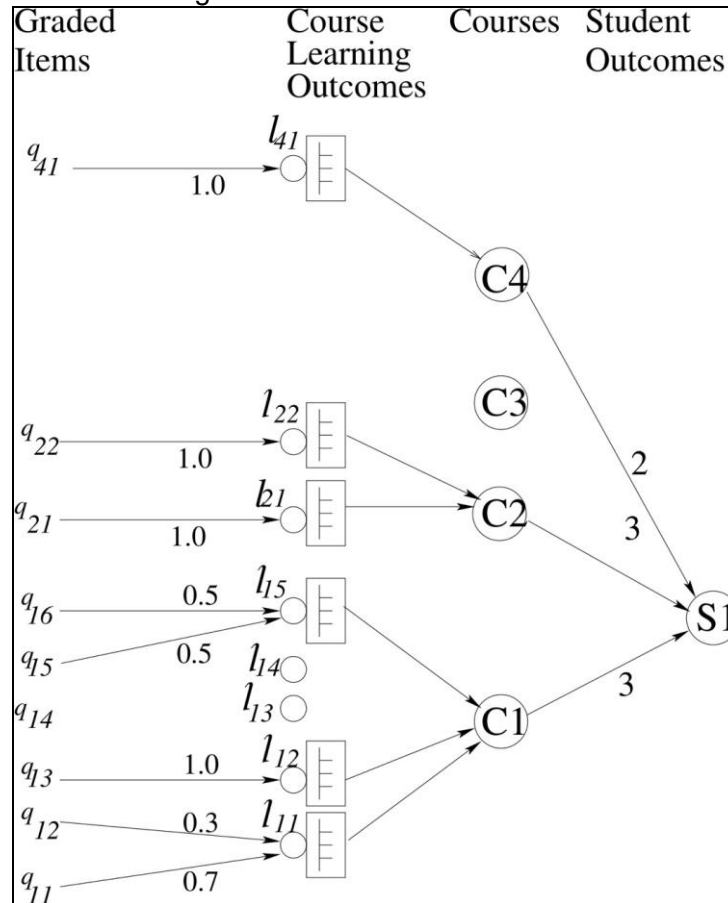 Graded Items
Course Learning Outcomes
Courses
Student Outcomes
l41
q41
1.0
C4
C3
l22
q22
1.0
2
l21
q21
1.0
C2
3
l15
q16
0.5
S1
q15
0.5
l14
q14
l13
3
C1
l12
q13
1.0
q12
0.3
l11
q11
0.7